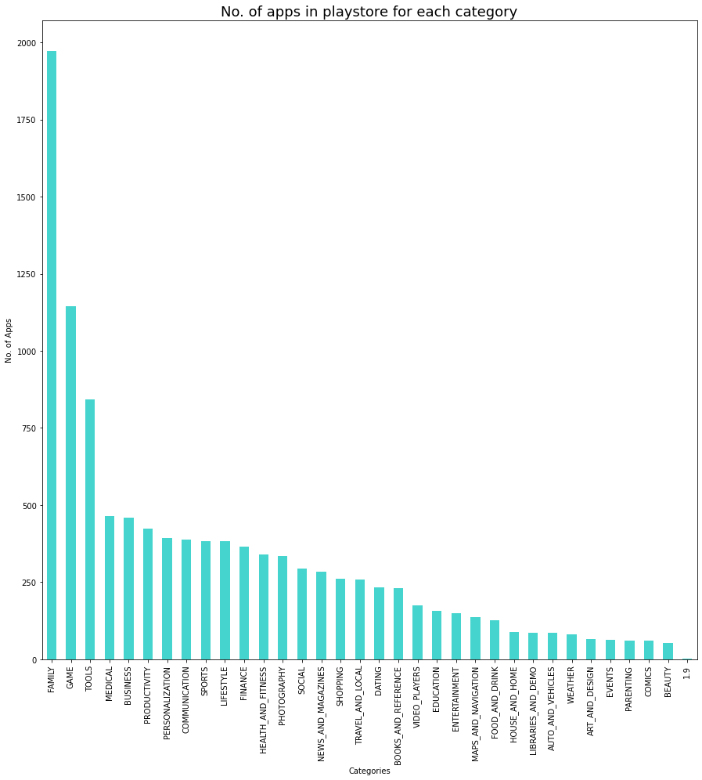 No. of apps in playstore for each category
2000
1750
1500
1250
1000
750
500
250
0
No. of Apps
FAMILY
GAME
TOOLS
MEDICAL
BUSINESS
PRODUCTIVITY
PERSONALIZATION
COMMUNICATION
SPORTS
LIFESTYLE
FINANCE
HEALTH_AND_FITNESS
PHOTOGRAPHY
SOCIAL
NEWS_AND_MAGAZINES
SHOPPING
TRAVEL_AND_LOCAL
DATING
BOOKS_AND_REFERENCE
VIDEO_PLAYERS
EDUCATION
ENTERTAINMENT
MAPS_AND_NAVIGATION
FOOD_AND_DRINK
HOUSE_AND_HOME
LIBRARIES_AND_DEMO
AUTO_AND_VEHICLES
WEATHER
ART_AND_DESIGN
EVENTS
PARENTING
COMICS
BEAUTY
1.9
Categories